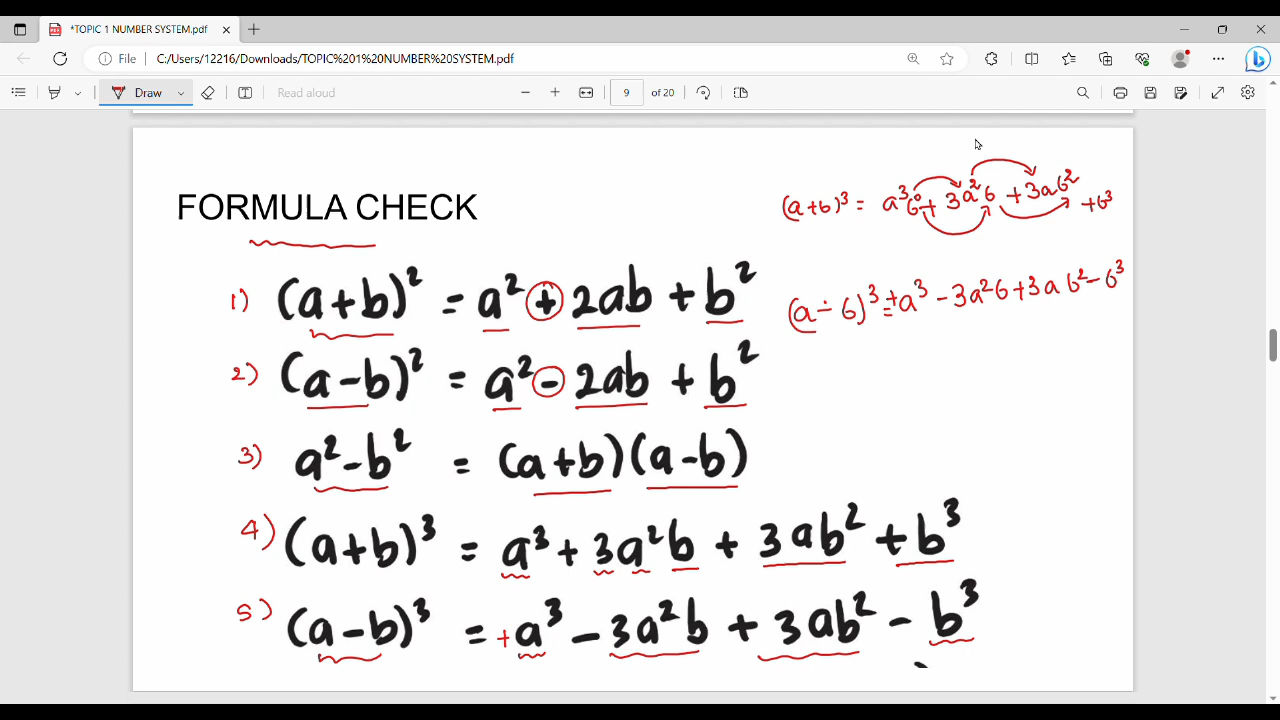 *TOPIC 1 NUMBER SYSTEM.pdf
File C:/Users/12216/Downloads/TOPIC%201%20NUMBER%20SYSTEM.pdf
Draw Read aloud 9 of 20
FORMULA CHECK
(a+b)³ = a³b⁰ + 3a²b + 3ab² + b³
1) (a+b)² = a² + 2ab + b²
(a - b)³ = +a³ - 3a²b + 3ab² - b³
2) (a-b)² = a² - 2ab + b²
3) a²-b² = (a+b)(a-b)
4) (a+b)³ = a³ + 3a²b + 3ab² + b³
5) (a-b)³ = +a³ - 3a²b + 3ab² - b³